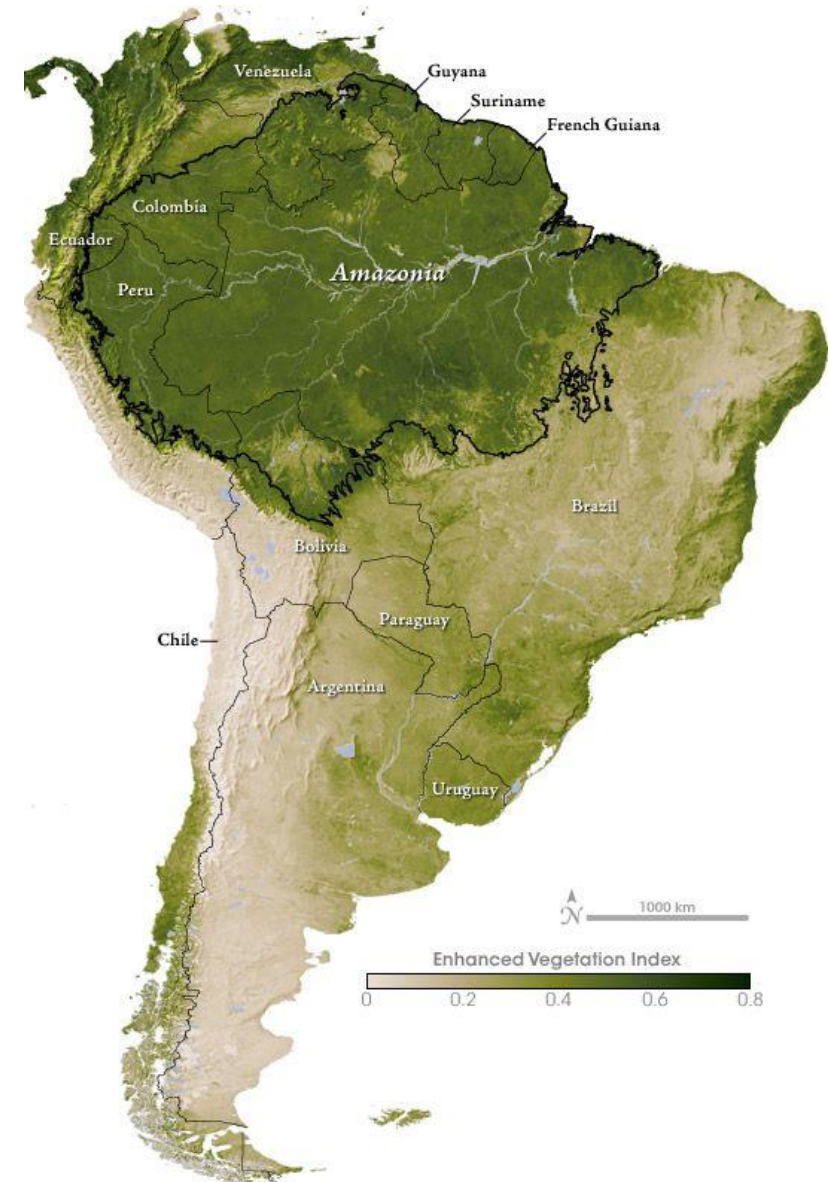 Venezuela
Guyana
Suriname
French Guiana
Colombia
Ecuador
Amazonia
Peru
Brazil
Bolivia
Paraguay
Chile
Argentina
Uruguay
N
1000 km
Enhanced Vegetation Index
0 0.2 0.4 0.6 0.8